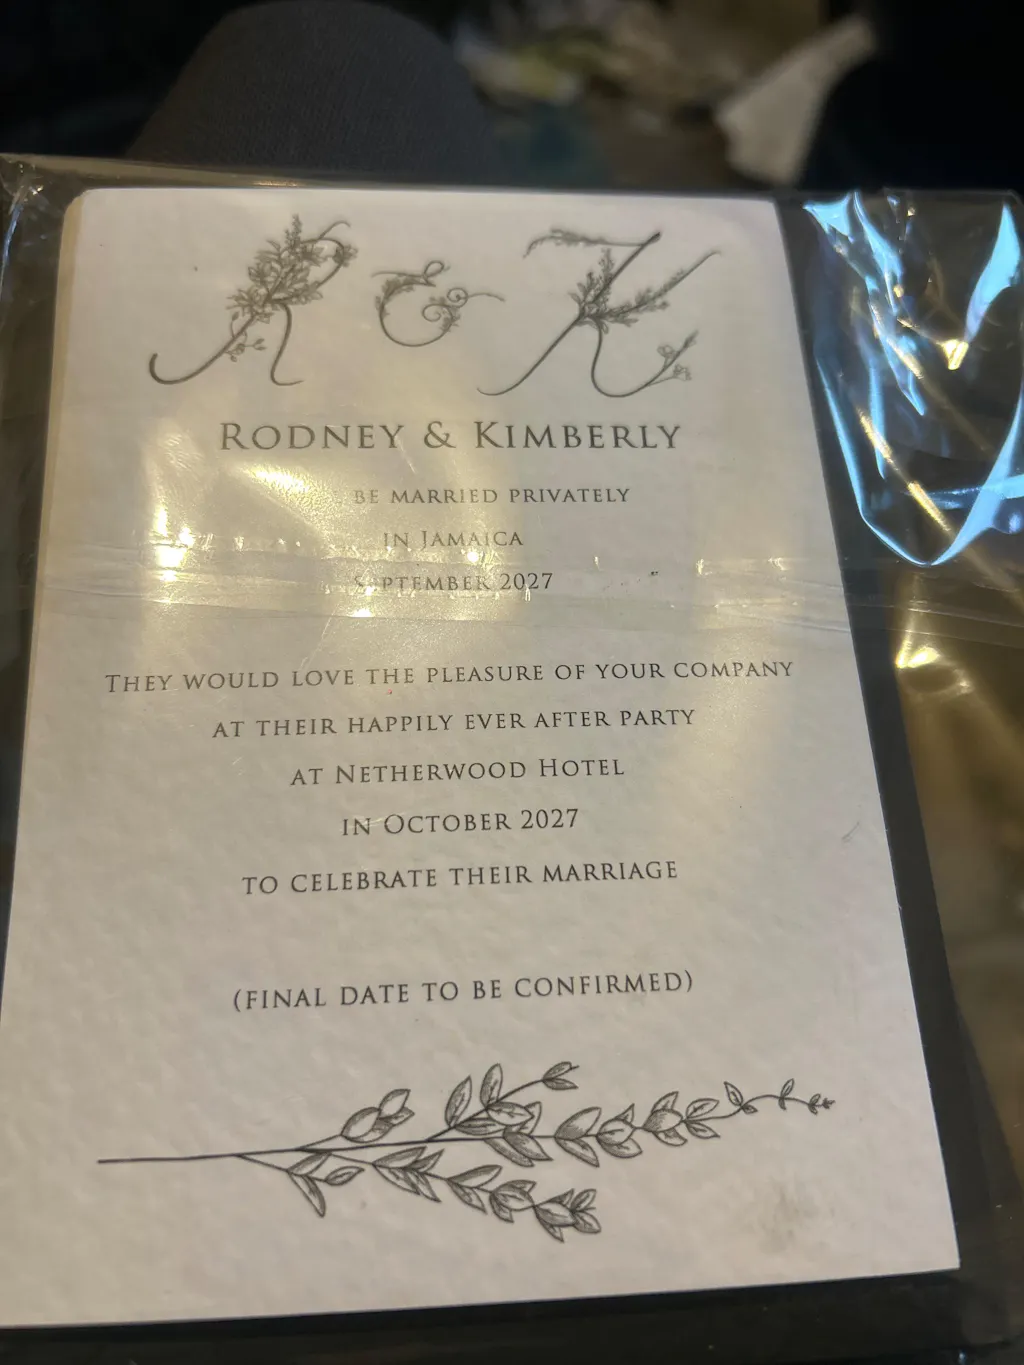 R & K
RODNEY & KIMBERLY
BE MARRIED PRIVATELY
IN JAMAICA
SEPTEMBER 2027
THEY WOULD LOVE THE PLEASURE OF YOUR COMPANY
AT THEIR HAPPILY EVER AFTER PARTY
AT NETHERWOOD HOTEL
IN OCTOBER 2027
TO CELEBRATE THEIR MARRIAGE
(FINAL DATE TO BE CONFIRMED)